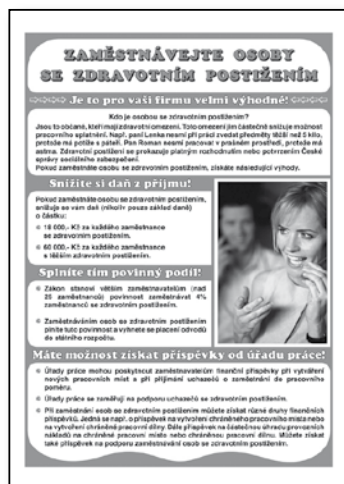 ZAMĚSTNÁVEJTE OSOBY
SE ZDRAVOTNÍM POSTIŽENÍM
Je to pro vaši firmu velmi výhodné!
Kdo je osobou se zdravotním postižením?
Jsou to občané, kteří mají zdravotní omezení. Toto omezení jim částečně snižuje možnost
pracovního uplatnění. Např. paní Lenka nesmí při práci zvedat předměty těžší než 5 kilo,
protože má potíže s páteří. Pan Roman nesmí pracovat v prašném prostředí, protože má
astma. Zdravotní postižení se prokazuje platným rozhodnutím nebo potvrzením České
správy sociálního zabezpečení.
Pokud zaměstnáte osobu se zdravotním postižením, získáte následující výhody.
Snížíte si daň z příjmu!
Pokud zaměstnáte osobu se zdravotním postižením,
snižuje se vám daň (nikoliv pouze základ daně)
o částku:
18 000,- Kč za každého zaměstnance
se zdravotním postižením.
60 000,- Kč za každého zaměstnance
s těžším zdravotním postižením.
Splníte tím povinný podíl!
Zákon stanoví větším zaměstnavatelům (nad
25 zaměstnanců) povinnost zaměstnávat 4%
zaměstnanců se zdravotním postižením.
Zaměstnáváním osob se zdravotním postižením
plníte tuto povinnost a vyhnete se placení odvodů
do státního rozpočtu.
Máte možnost získat příspěvky od úřadu práce!
Úřady práce mohou poskytnout zaměstnavatelům finanční příspěvky při vytváření
nových pracovních míst a při přijímání uchazečů o zaměstnání do pracovního
poměru.
Úřady práce se zaměřují na podporu uchazečů se zdravotním postižením.
Při zaměstnání osob se zdravotním postižením můžete získat různé druhy finančních
příspěvků. Jedná se např. o příspěvek na vytvoření chráněného pracovního místa nebo
na vytvoření chráněné pracovní dílny. Dále příspěvek na částečnou úhradu provozních
nákladů na chráněné pracovní místo nebo chráněnou pracovní dílnu. Můžete získat
také příspěvek na podporu zaměstnávání osob se zdravotním postižením.